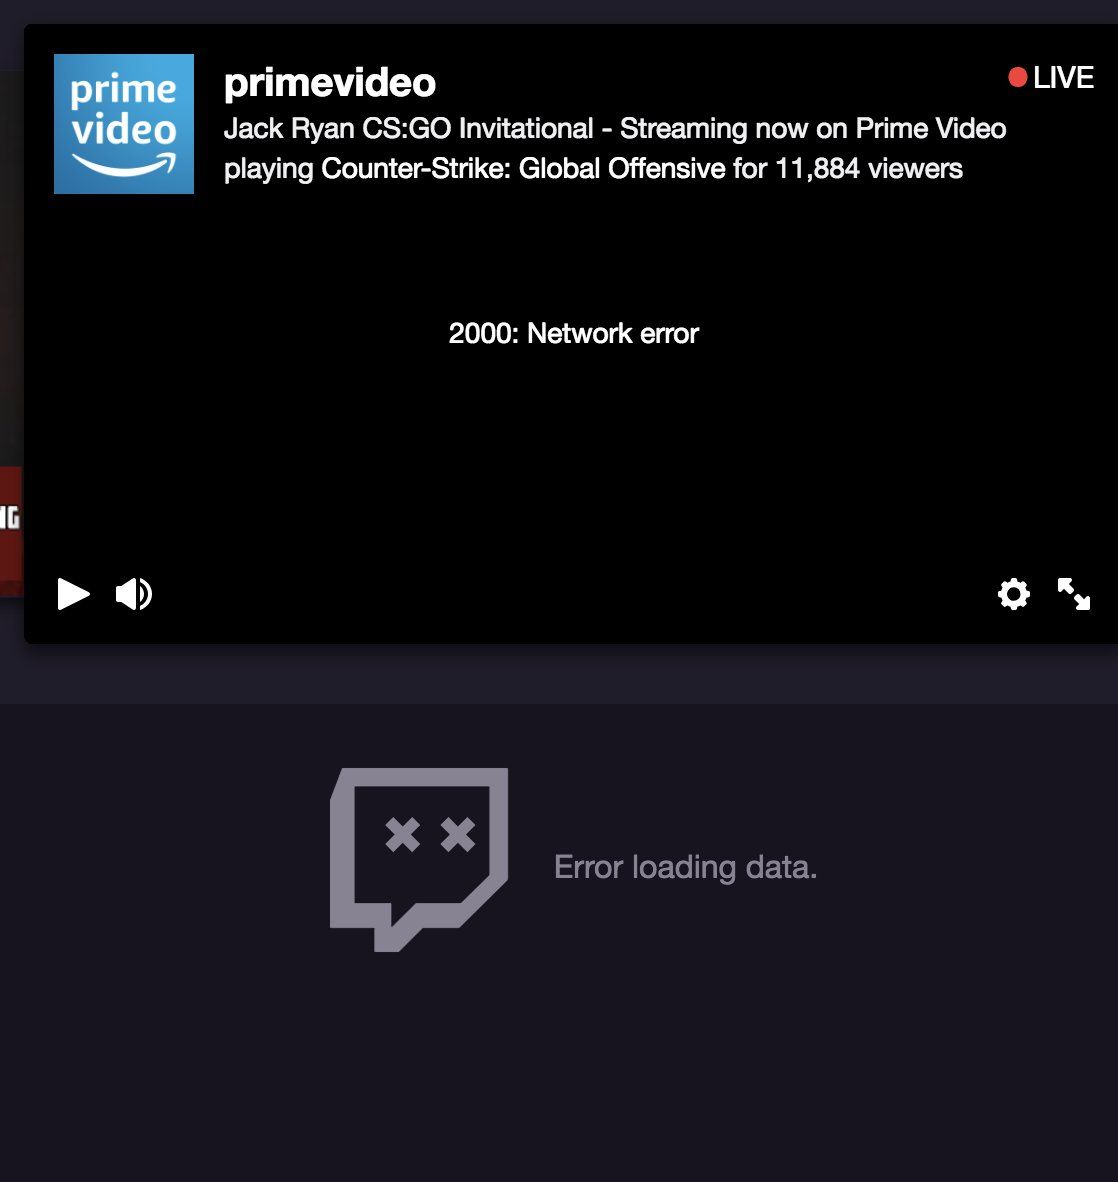 prime
video
primevideo
LIVE
Jack Ryan CS:GO Invitational - Streaming now on Prime Video
playing Counter-Strike: Global Offensive for 11,884 viewers
2000: Network error
Error loading data.